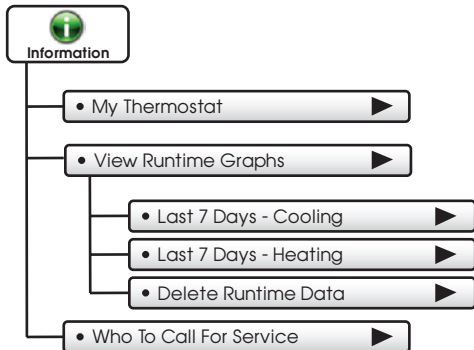 Information
• My Thermostat
• View Runtime Graphs
• Last 7 Days - Cooling
• Last 7 Days - Heating
• Delete Runtime Data
• Who To Call For Service